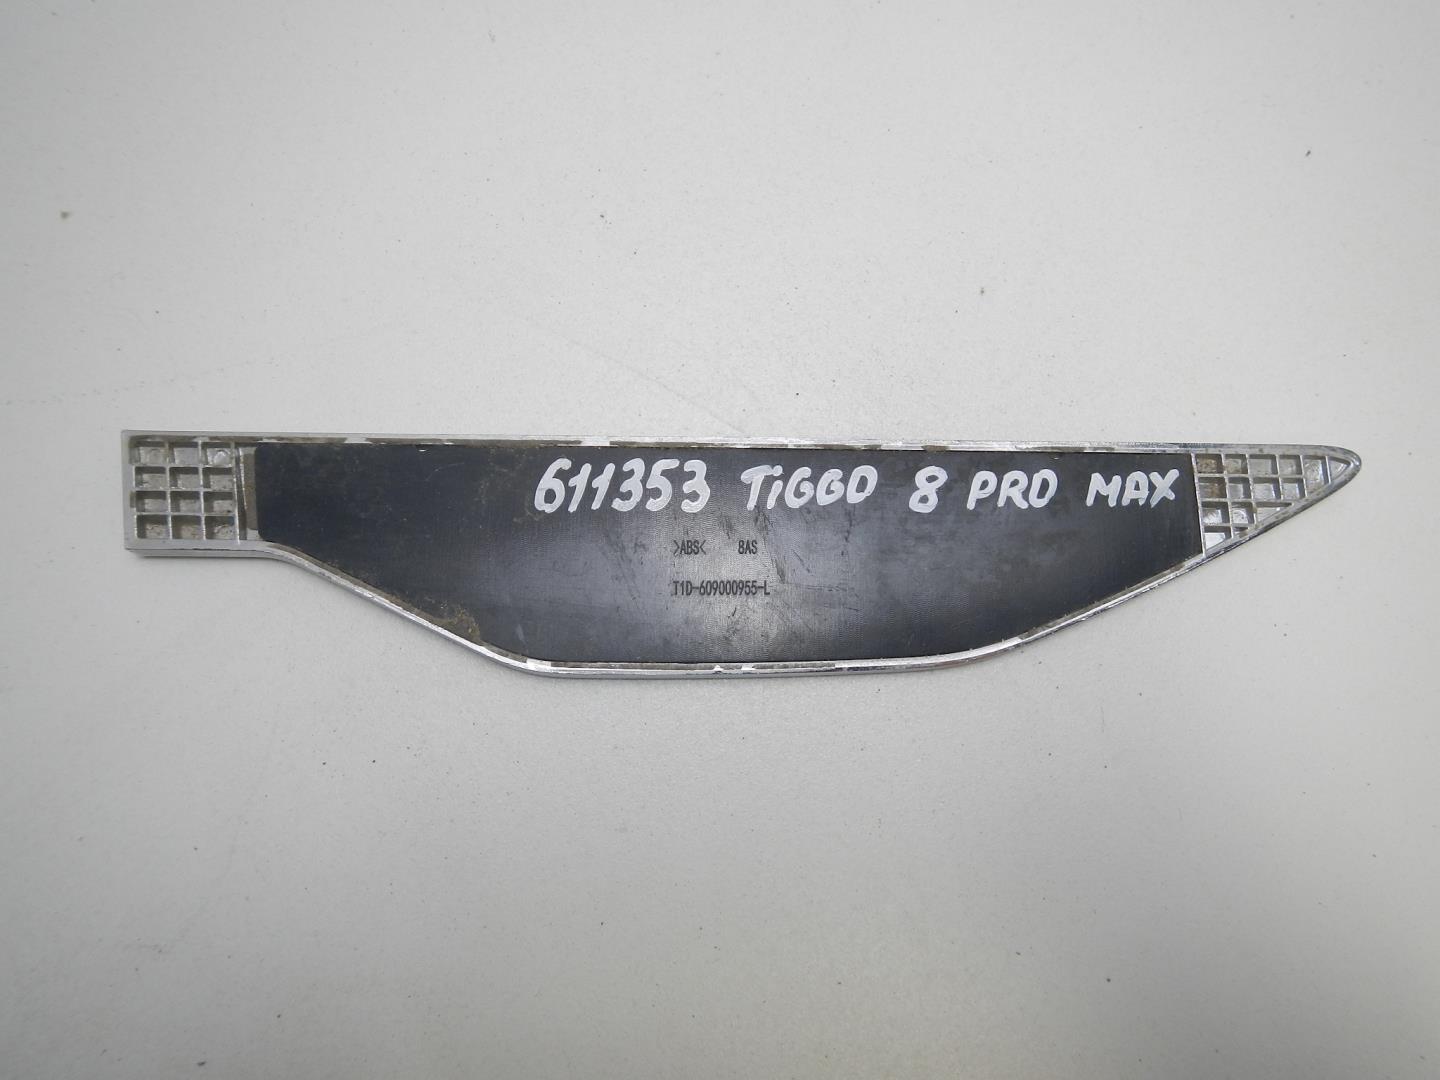 611353 TiGGO 8 PRO MAX
>ABS< 8AS
T1D-609000955-L